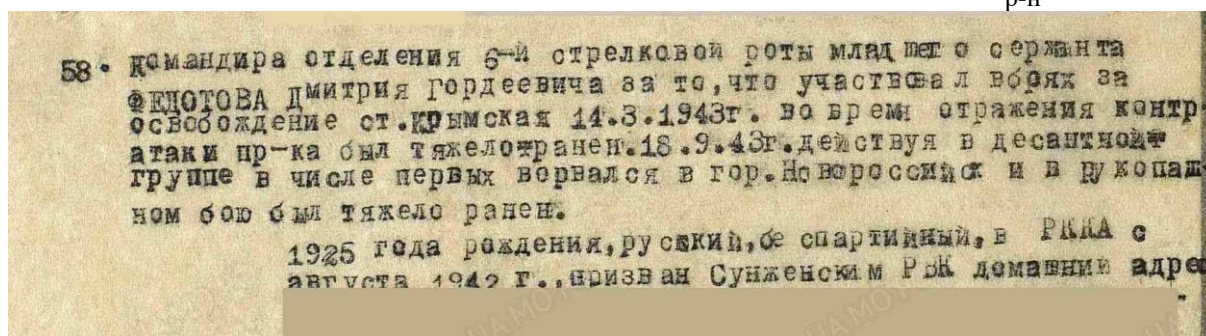 р-н
58. командира отделения 6-й стрелковой роты младшего сержанта
ФЕДОТОВА Дмитрия Гордеевича за то,что участвовал вбоях за
освобождение ст.Крымская 14.3.1943г. во время отражения контр-
атаки пр-ка был тяжело ранен.18.9.43г.действуя в десантной
группе в числе первых ворвался в гор.Новороссийск и в рукопаш-
ном бою был тяжело ранен.
1925 года рождения,русский,беспартийный,в РККА с
августа 1942 г.,призван Сунженским РВК домашний адрес